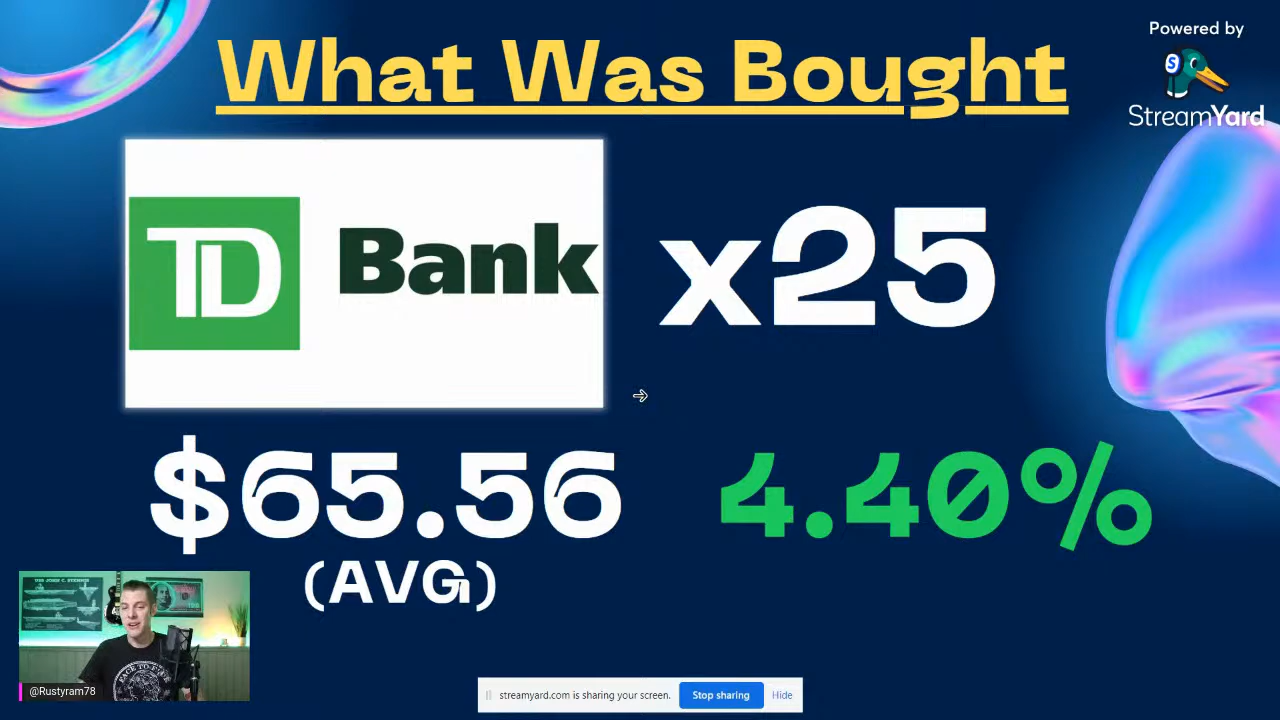 What Was Bought
Powered by
StreamYard
TD Bank
x25
$65.56
(AVG)
4.40%
@Rustyram78
streamyard.com is sharing your screen.
Stop sharing
Hide